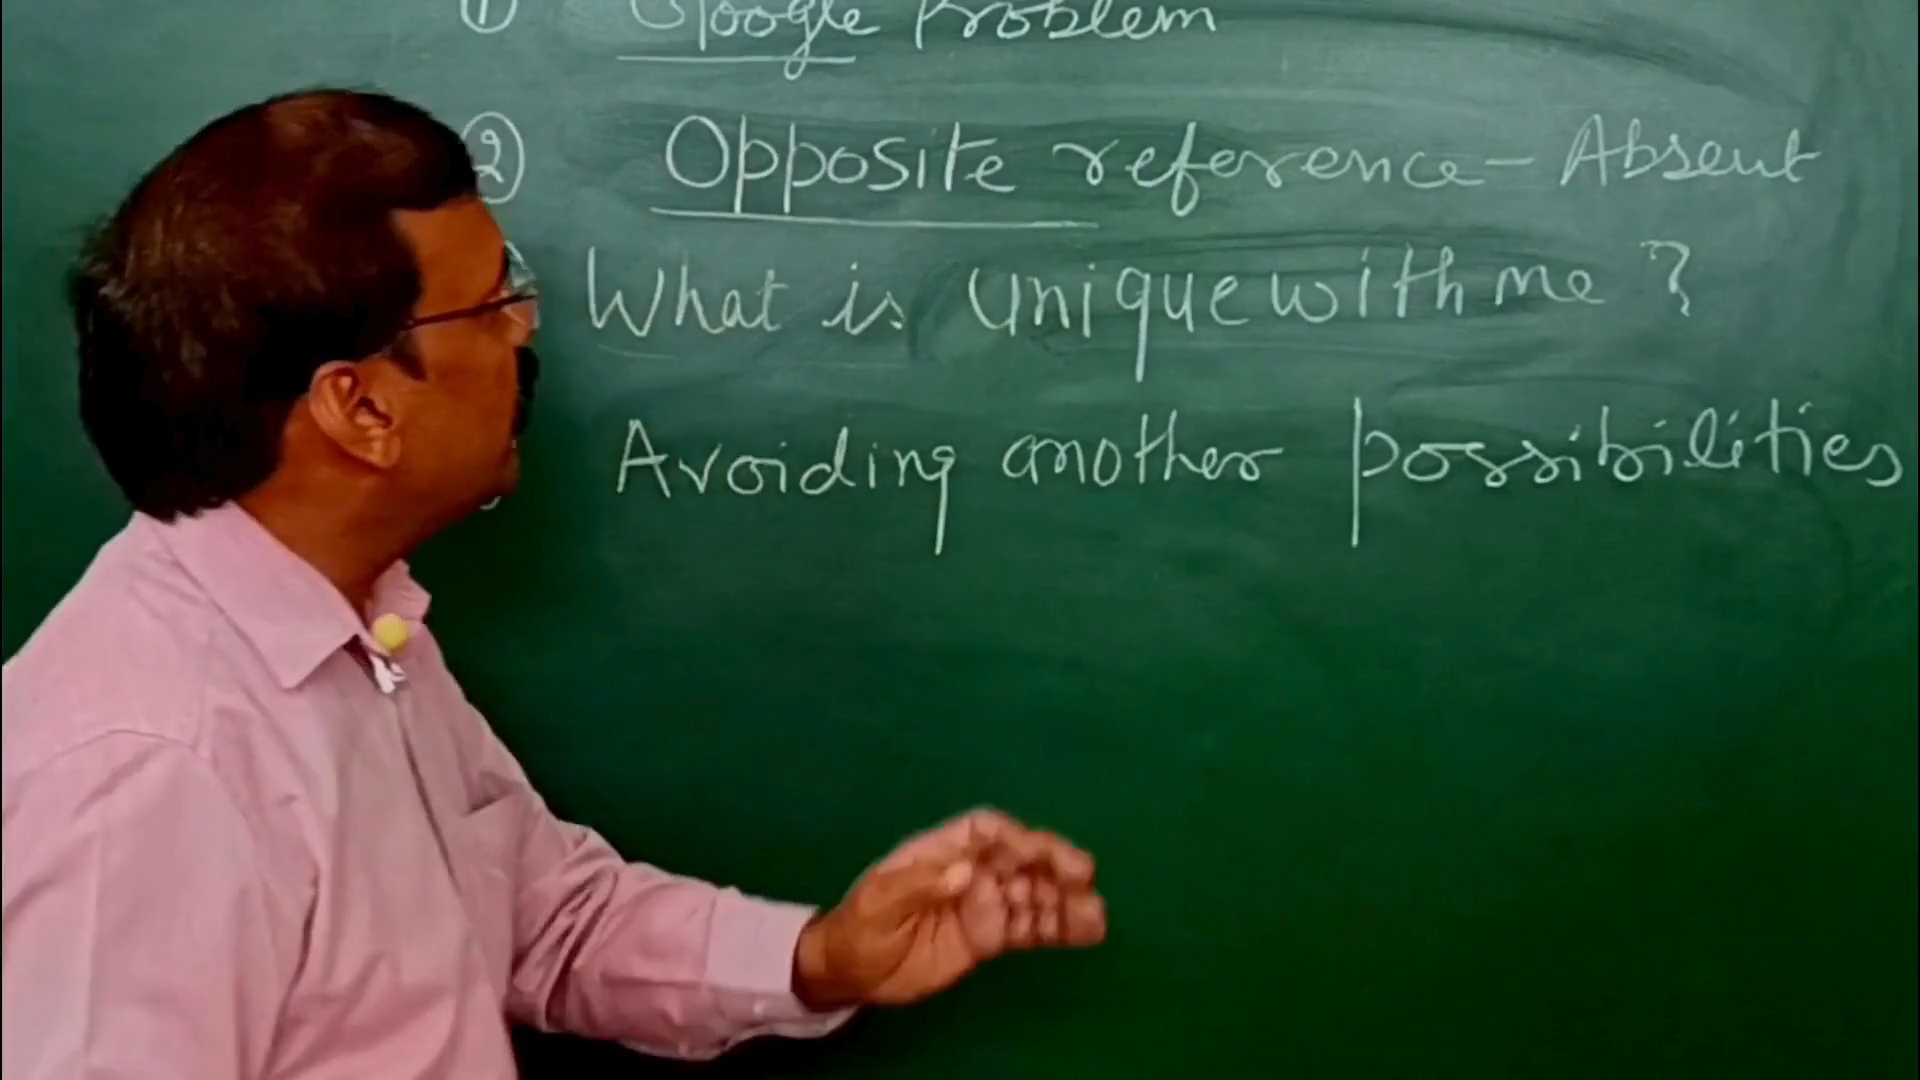 ① Google Problem
② Opposite reference - Absent
What is unique with me ?
Avoiding another possibilities